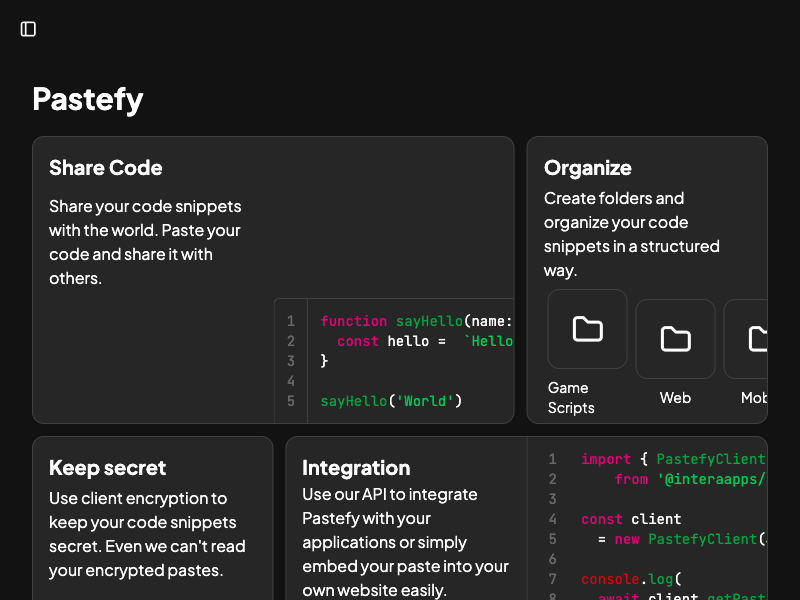 Pastefy
Share Code
Share your code snippets
with the world. Paste your
code and share it with
others.
1 function sayHello(name:
2 const hello = `Hello
3 }
4
5 sayHello('World')
Organize
Create folders and
organize your code
snippets in a structured
way.
Game
Scripts
Web
Mob
Keep secret
Use client encryption to
keep your code snippets
secret. Even we can't read
your encrypted pastes.
Integration
Use our API to integrate
Pastefy with your
applications or simply
embed your paste into your
own website easily.
1 import { PastefyClient
2 from '@interaapps/
3
4 const client
5 = new PastefyClient(
6
7 console.log(
8 await client.getPast